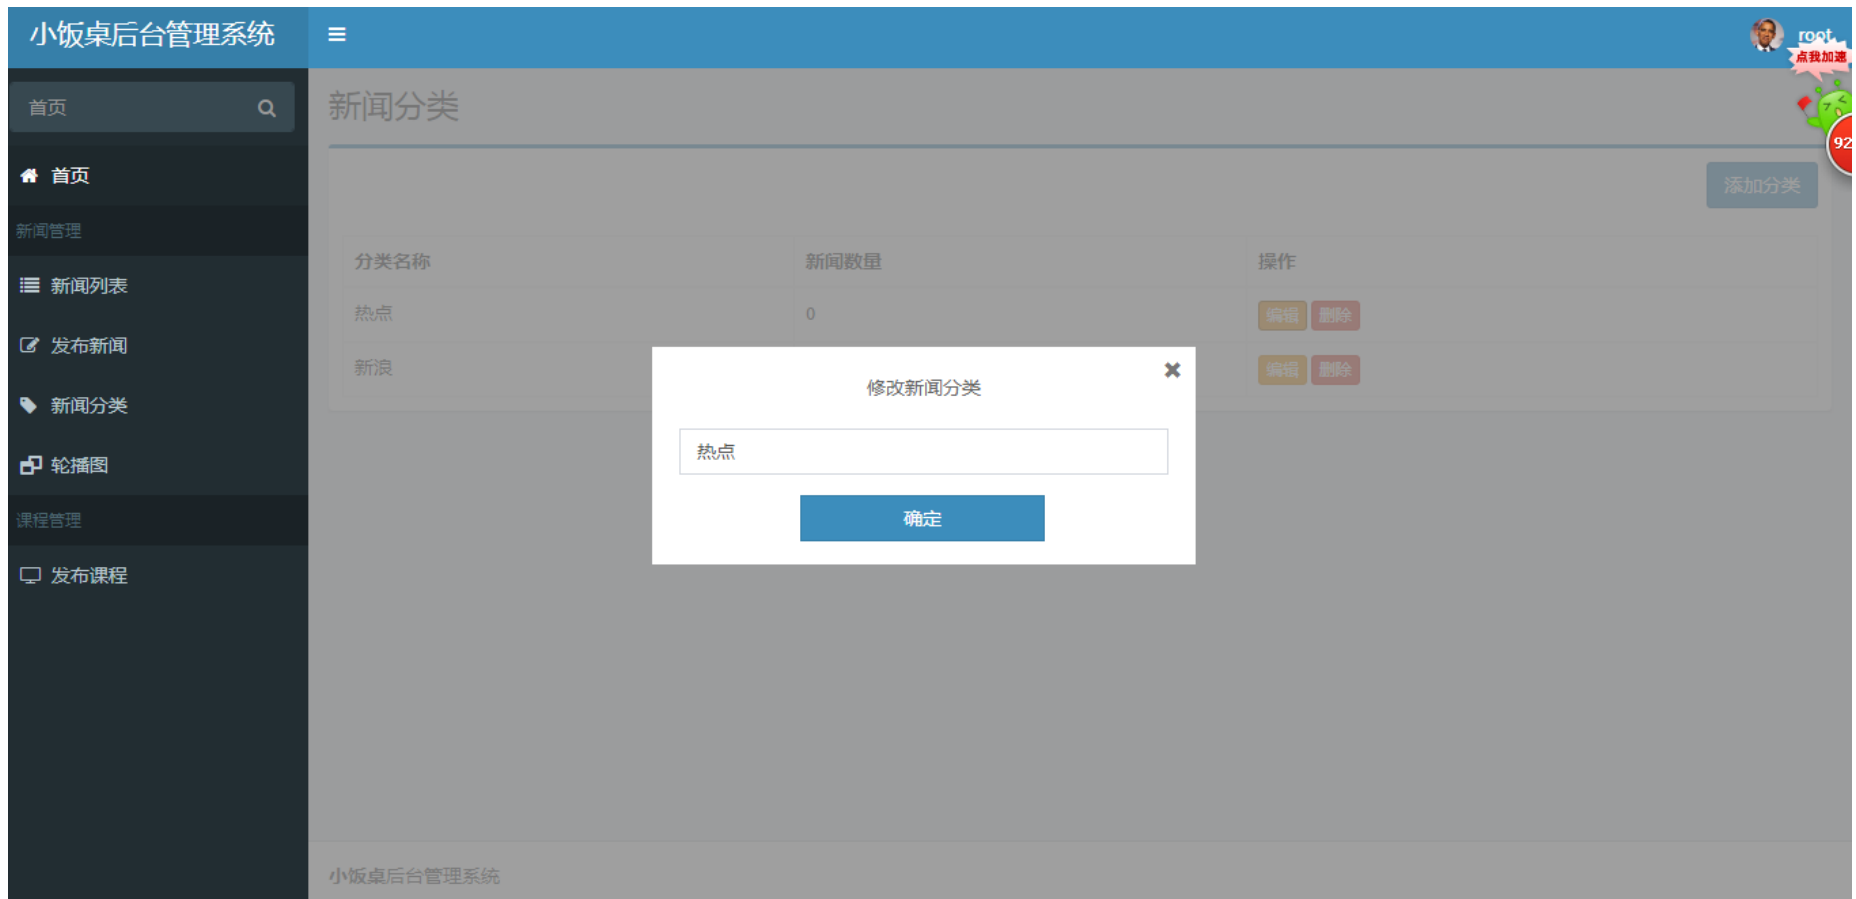 小饭桌后台管理系统
root
点我加速
首页
新闻分类
92
首页
添加分类
新闻管理
分类名称 新闻数量 操作
新闻列表
热点 0 编辑 删除
发布新闻
新浪 编辑 删除
修改新闻分类
新闻分类
热点
轮播图
确定
课程管理
发布课程
小饭桌后台管理系统